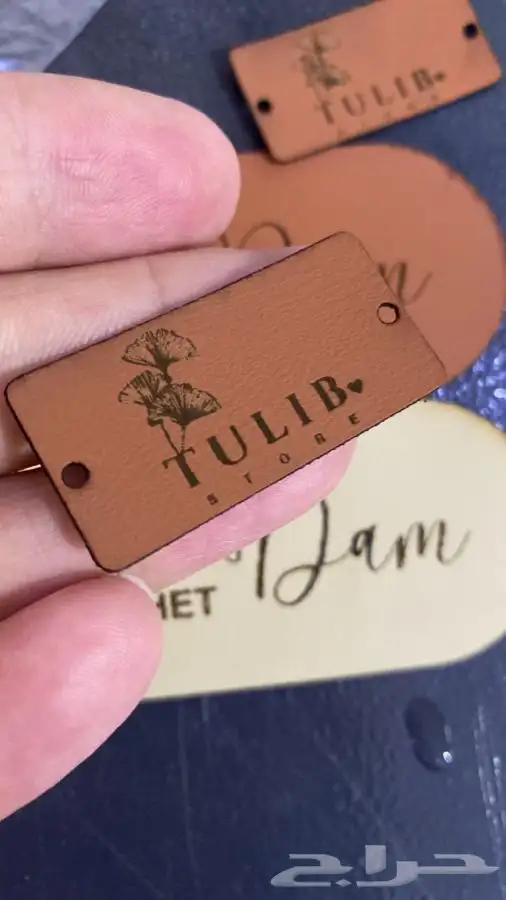 TULIB
TULIB♥
STORE
Dam
HET
حراج